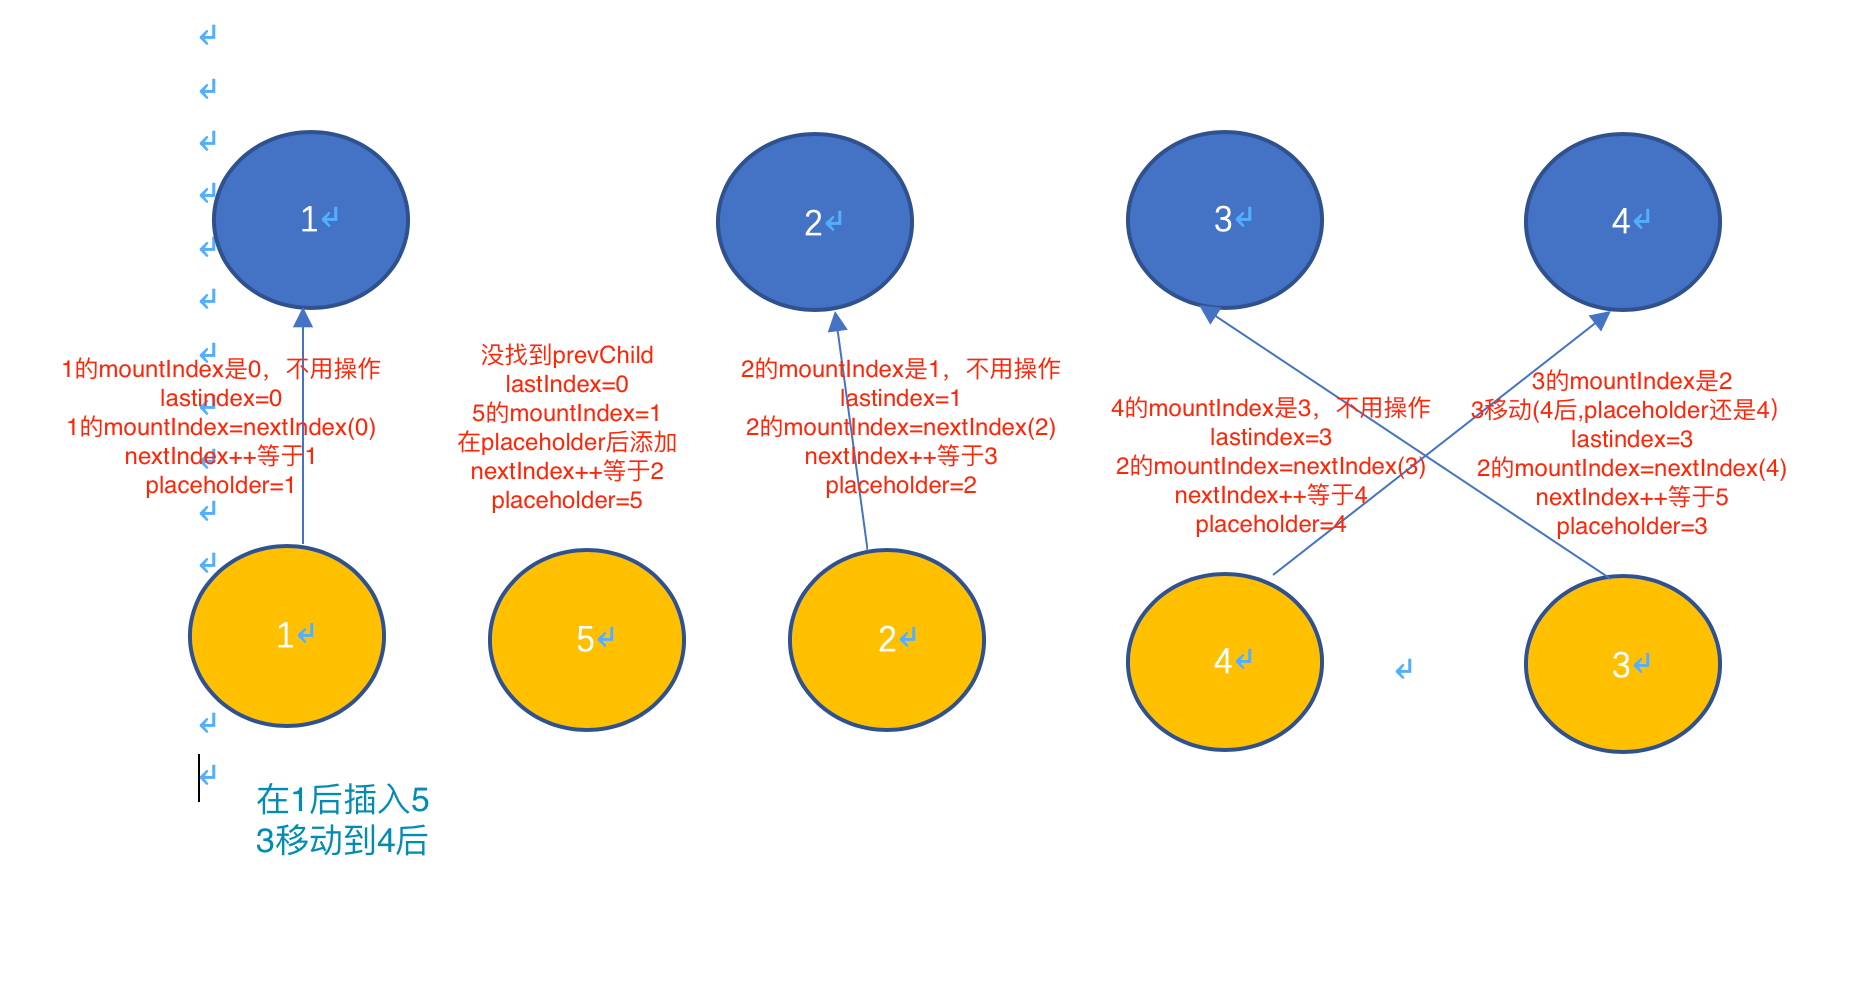 1
2
3
4
1的mountIndex是0，不用操作
lastindex=0
1的mountIndex=nextIndex(0)
nextIndex++等于1
placeholder=1
没找到prevChild
lastIndex=0
5的mountIndex=1
在placeholder后添加
nextIndex++等于2
placeholder=5
2的mountIndex是1，不用操作
lastindex=1
2的mountIndex=nextIndex(2)
nextIndex++等于3
placeholder=2
4的mountIndex是3，不用操作
lastindex=3
2的mountIndex=nextIndex(3)
nextIndex++等于4
placeholder=4
3的mountIndex是2
3移动(4后,placeholder还是4）
lastindex=3
2的mountIndex=nextIndex(4)
nextIndex++等于5
placeholder=3
1
5
2
4
3
在1后插入5
3移动到4后